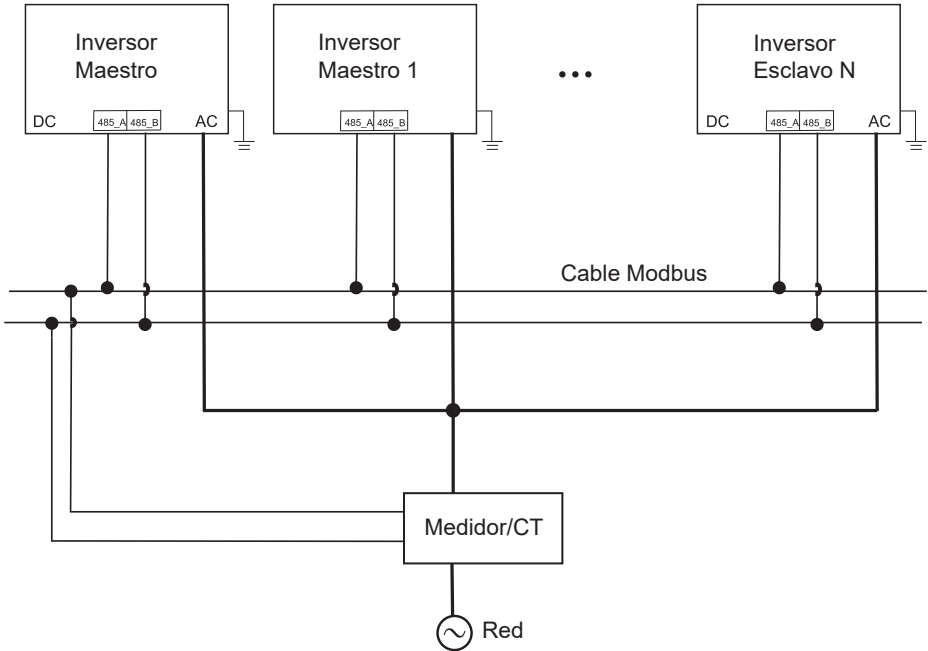 Inversor
Maestro
DC
485_A
485_B
AC
Inversor
Maestro 1
485_A
485_B
•••
Inversor
Esclavo N
DC
485_A
485_B
AC
Cable Modbus
Medidor/CT
Red